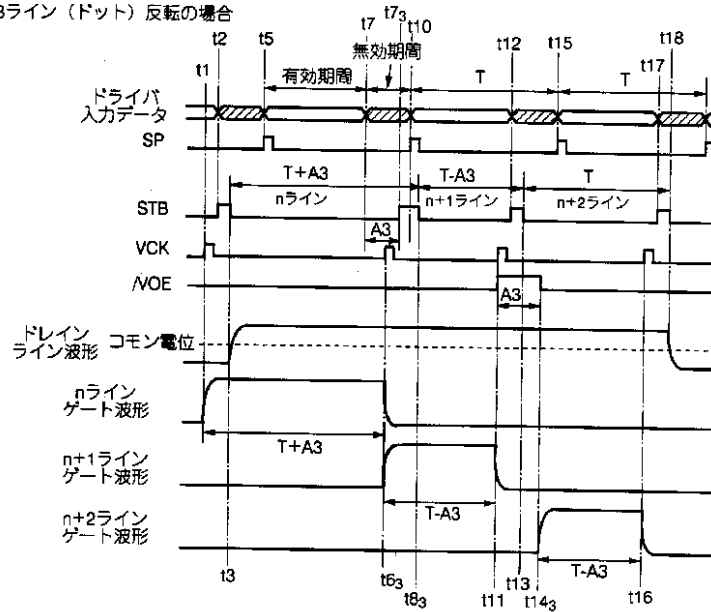 3ライン（ドット）反転の場合
t1 t2 t5 t7 t7₃ t10 t12 t15 t17 t18
有効期間 無効期間 T T
ドライバ
入力データ
SP
T+A3 T-A3 T
nライン n+1ライン n+2ライン
STB
A3
VCK
/VOE
A3
ドレイン
ライン波形 コモン電位
nライン
ゲート波形
T+A3
n+1ライン
ゲート波形
T-A3
n+2ライン
ゲート波形
T-A3
t3 t6₃ t8₃ t11 t13 t14₃ t16